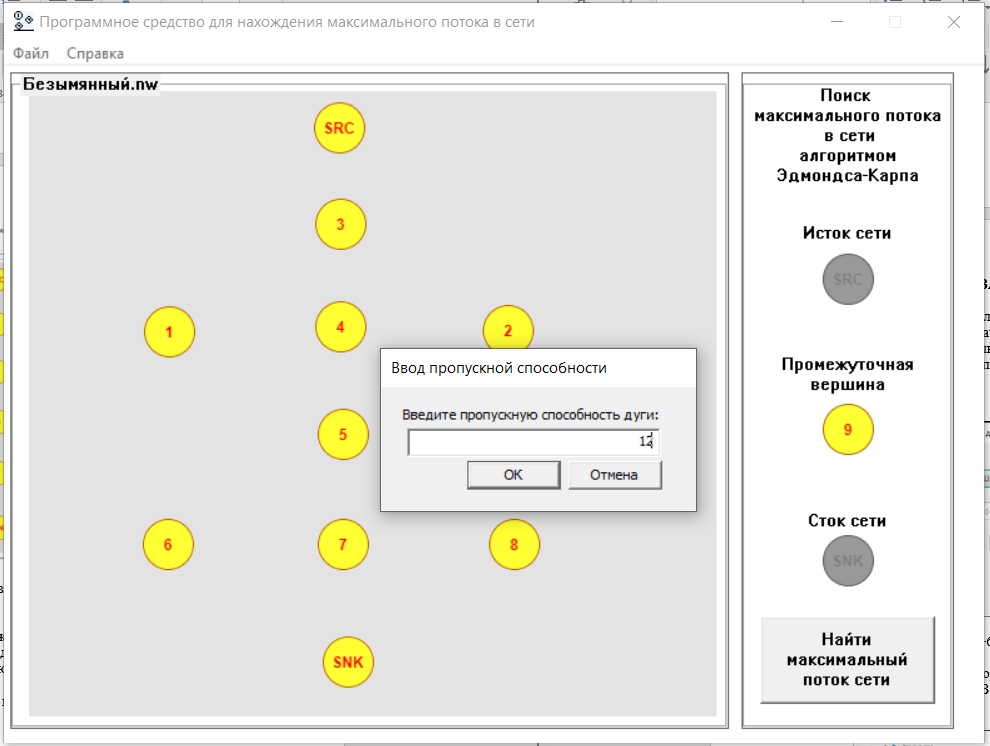 Программное средство для нахождения максимального потока в сети
Файл Справка
Безымянный.nw
SRC
3
1
4
2
5
6
7
8
SNK
Ввод пропускной способности
Введите пропускную способность дуги:
12
OK Отмена
Поиск
максимального потока
в сети
алгоритмом
Эдмондса-Карпа
Исток сети
SRC
Промежуточная
вершина
9
Сток сети
SNK
Найти
максимальный
поток сети